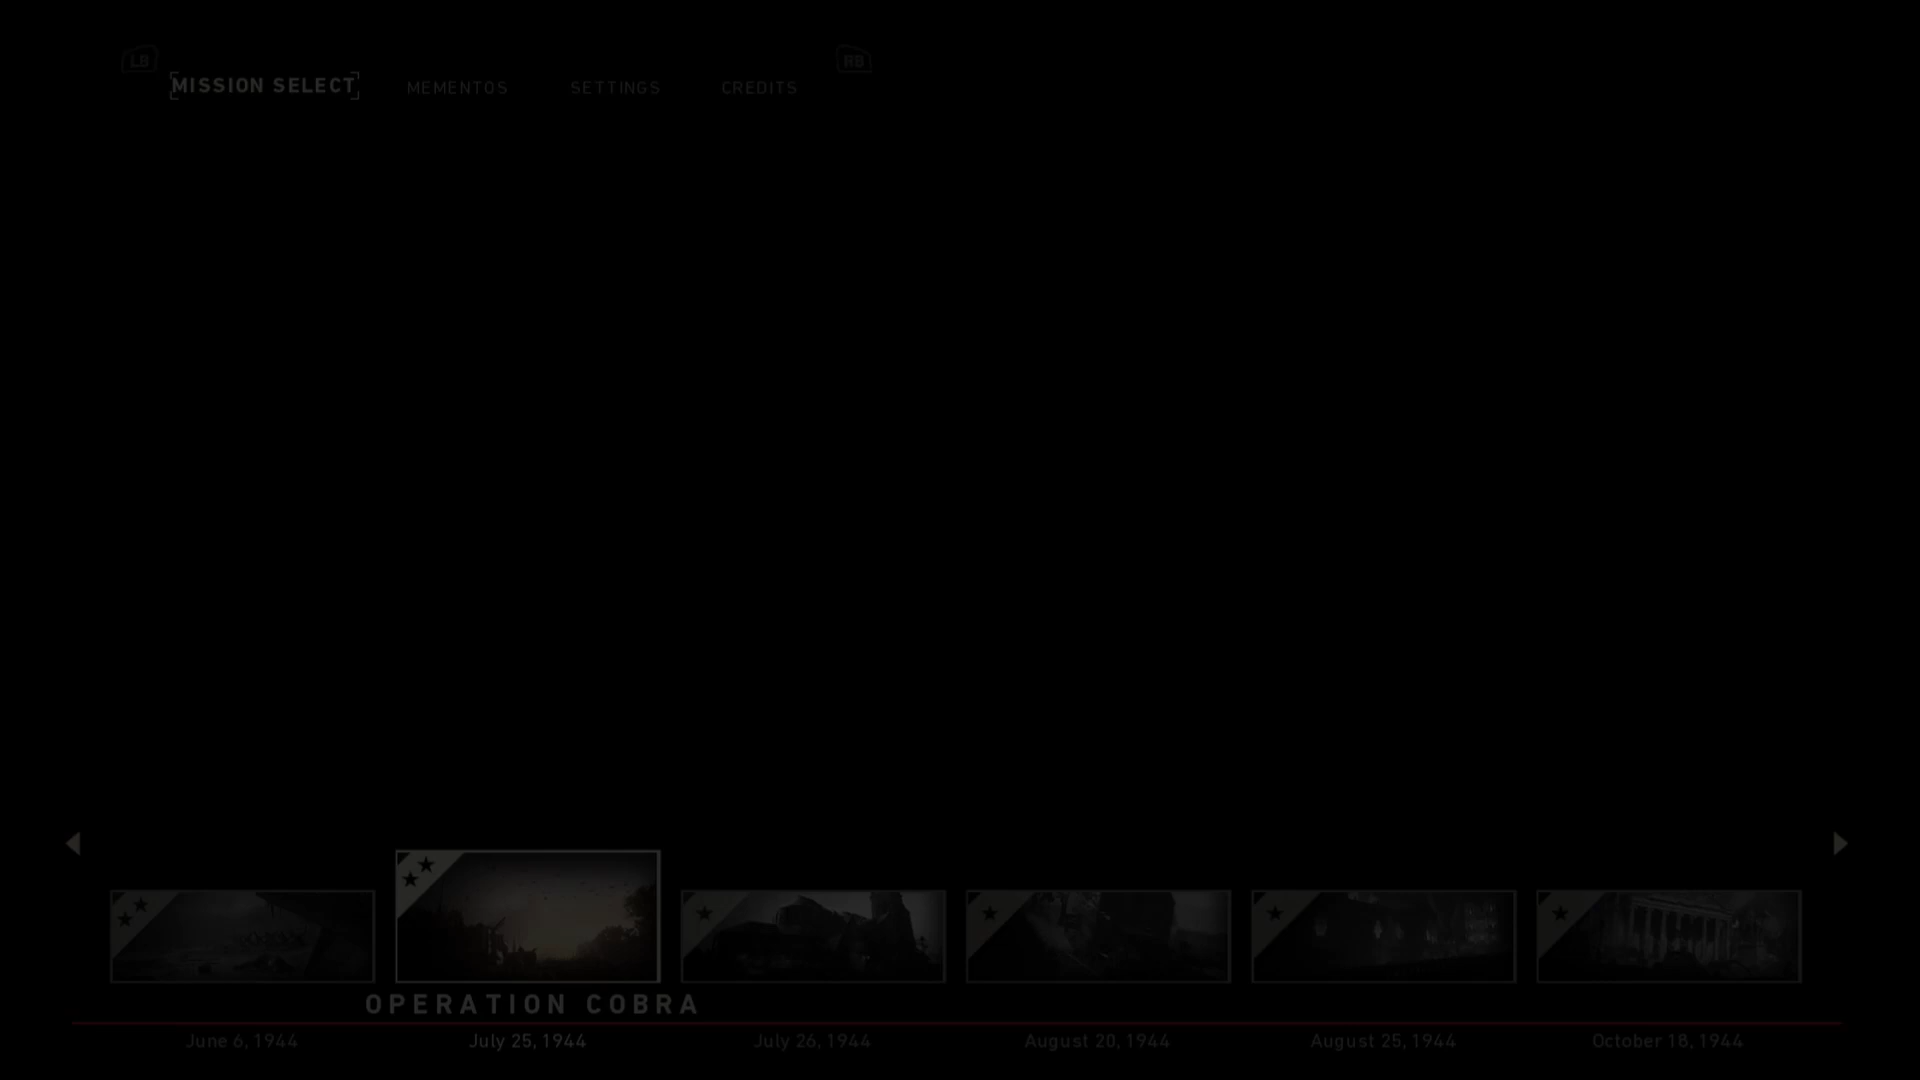 LB
RB
MISSION SELECT
MEMENTOS
SETTINGS
CREDITS
OPERATION COBRA
June 6, 1944
July 25, 1944
July 26, 1944
August 20, 1944
August 25, 1944
October 18, 1944